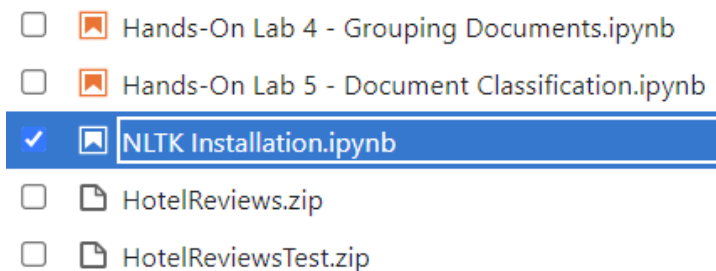 Hands-On Lab 4 - Grouping Documents.ipynb
Hands-On Lab 5 - Document Classification.ipynb
NLTK Installation.ipynb
HotelReviews.zip
HotelReviewsTest.zip